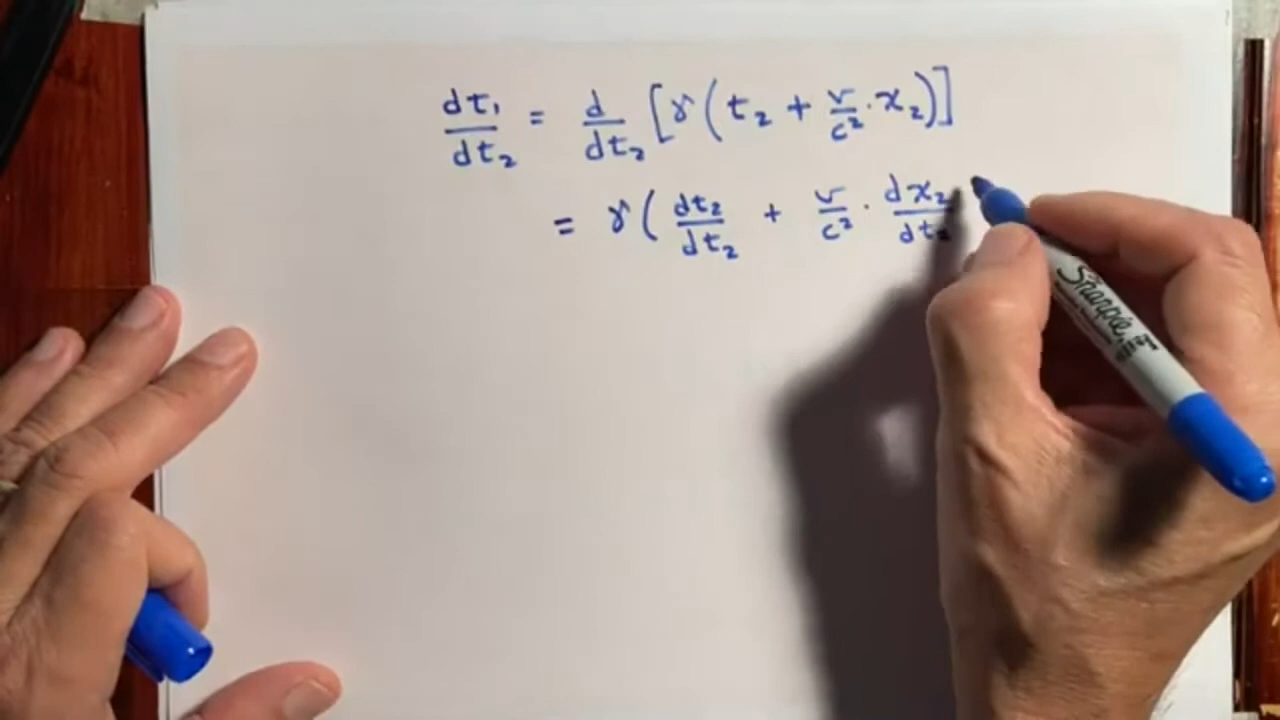 dt₁/dt₂ = d/dt₂ [γ(t₂ + v/c² · x₂)]
= γ(dt₂/dt₂ + v/c² · dx₂/dt₂
Sharpie